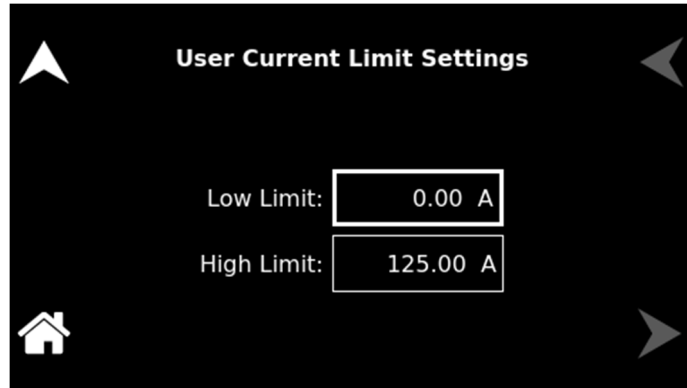 User Current Limit Settings
Low Limit: 0.00 A
High Limit: 125.00 A